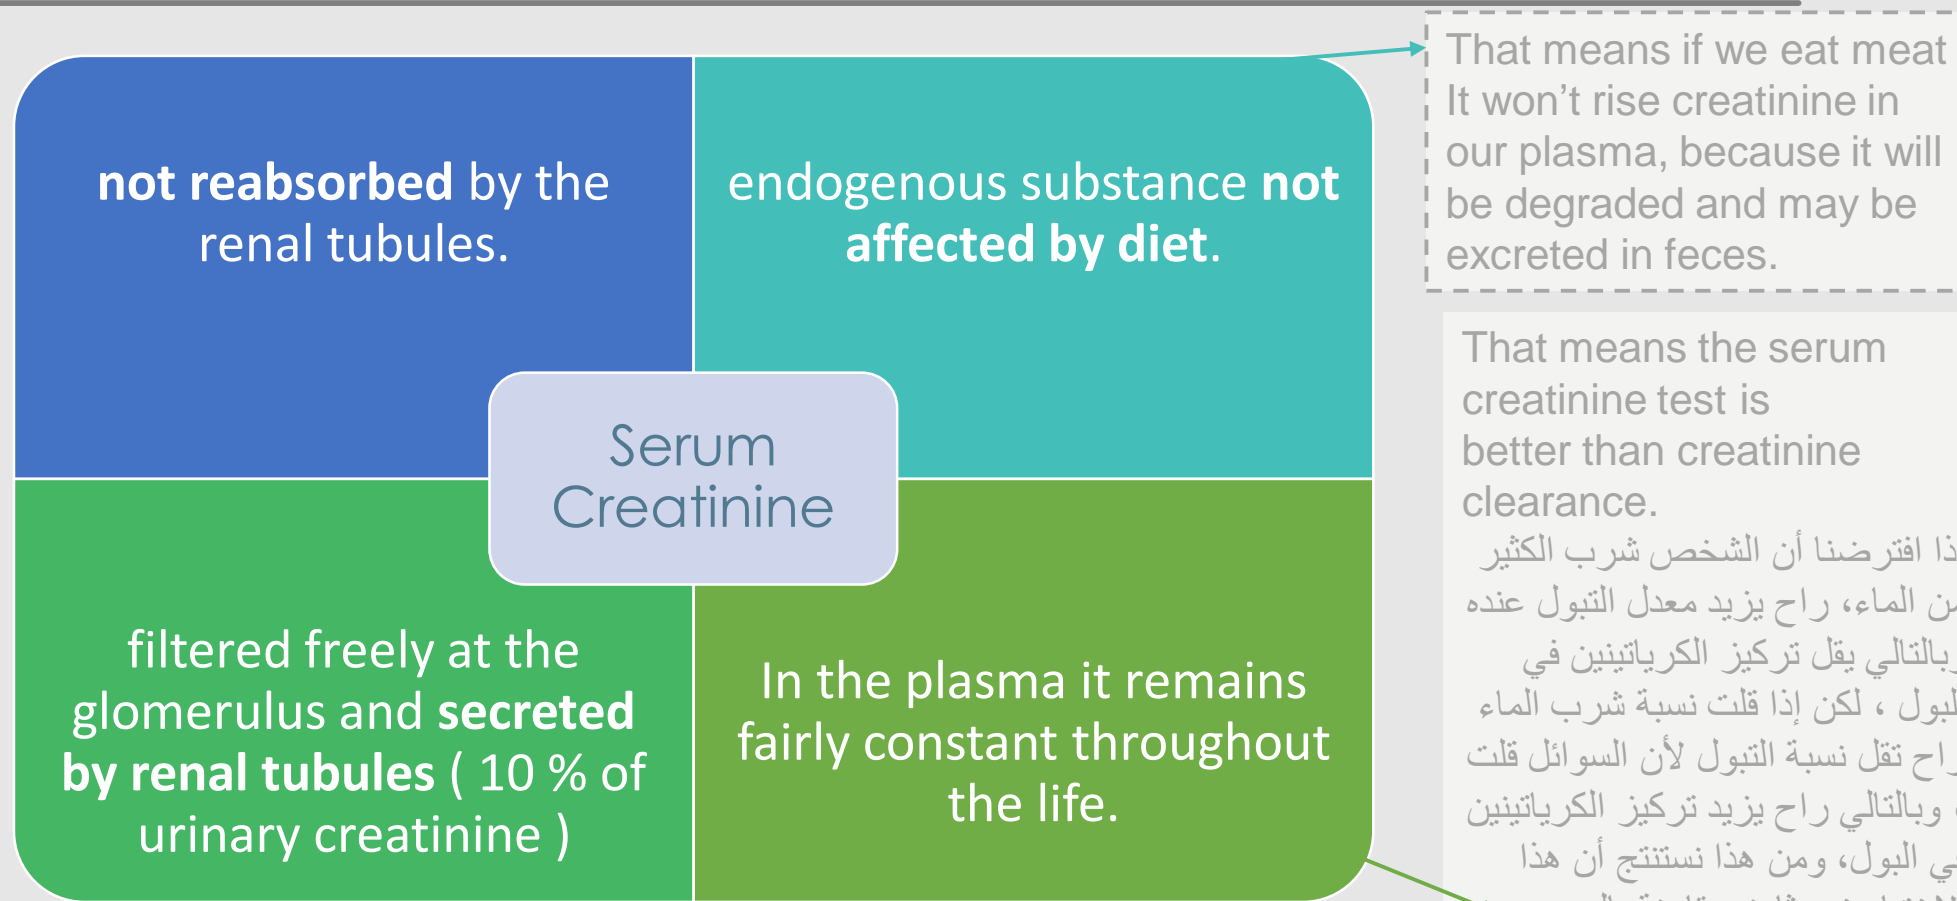 not reabsorbed by the
renal tubules.
endogenous substance not
affected by diet.
Serum
Creatinine
filtered freely at the
glomerulus and secreted
by renal tubules ( 10 % of
urinary creatinine )
In the plasma it remains
fairly constant throughout
the life.
That means if we eat meat
It won’t rise creatinine in
our plasma, because it will
be degraded and may be
excreted in feces.
That means the serum
creatinine test is
better than creatinine
clearance.
افترضنا أن الشخص شرب الكثير
الماء، راح يزيد معدل التبول عنده
وبالتالي يقل تركيز الكرياتينين في
البول ، لكن إذا قلت نسبة شرب الماء
راح تقل نسبة التبول لأن السوائل قلت
وبالتالي راح يزيد تركيز الكرياتينين
البول، ومن هذا نستنتج أن هذا